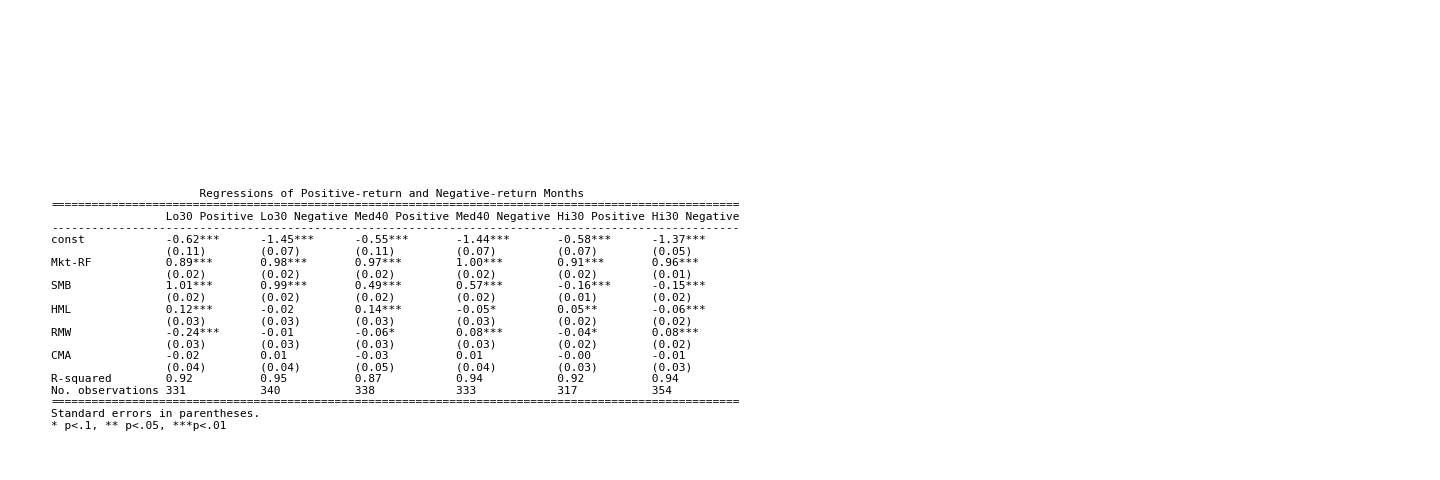 Regressions of Positive-return and Negative-return Months
==========================================================================================================
Lo30 Positive Lo30 Negative Med40 Positive Med40 Negative Hi30 Positive Hi30 Negative
----------------------------------------------------------------------------------------------------------
const -0.62*** -1.45*** -0.55*** -1.44*** -0.58*** -1.37***
(0.11) (0.07) (0.11) (0.07) (0.07) (0.05)
Mkt-RF 0.89*** 0.98*** 0.97*** 1.00*** 0.91*** 0.96***
(0.02) (0.02) (0.02) (0.02) (0.02) (0.01)
SMB 1.01*** 0.99*** 0.49*** 0.57*** -0.16*** -0.15***
(0.02) (0.02) (0.02) (0.02) (0.01) (0.02)
HML 0.12*** -0.02 0.14*** -0.05* 0.05** -0.06***
(0.03) (0.03) (0.03) (0.03) (0.02) (0.02)
RMW -0.24*** -0.01 -0.06* 0.08*** -0.04* 0.08***
(0.03) (0.03) (0.03) (0.03) (0.02) (0.02)
CMA -0.02 0.01 -0.03 0.01 -0.00 -0.01
(0.04) (0.04) (0.05) (0.04) (0.03) (0.03)
R-squared 0.92 0.95 0.87 0.94 0.92 0.94
No. observations 331 340 338 333 317 354
==========================================================================================================
Standard errors in parentheses.
* p<.1, ** p<.05, ***p<.01